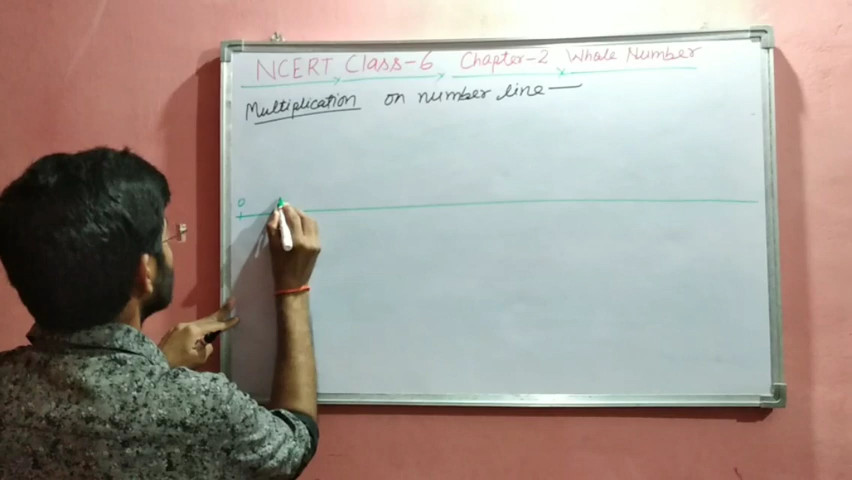 NCERT Class-6 Chapter-2 Whole Number
Multiplication on number line—
0